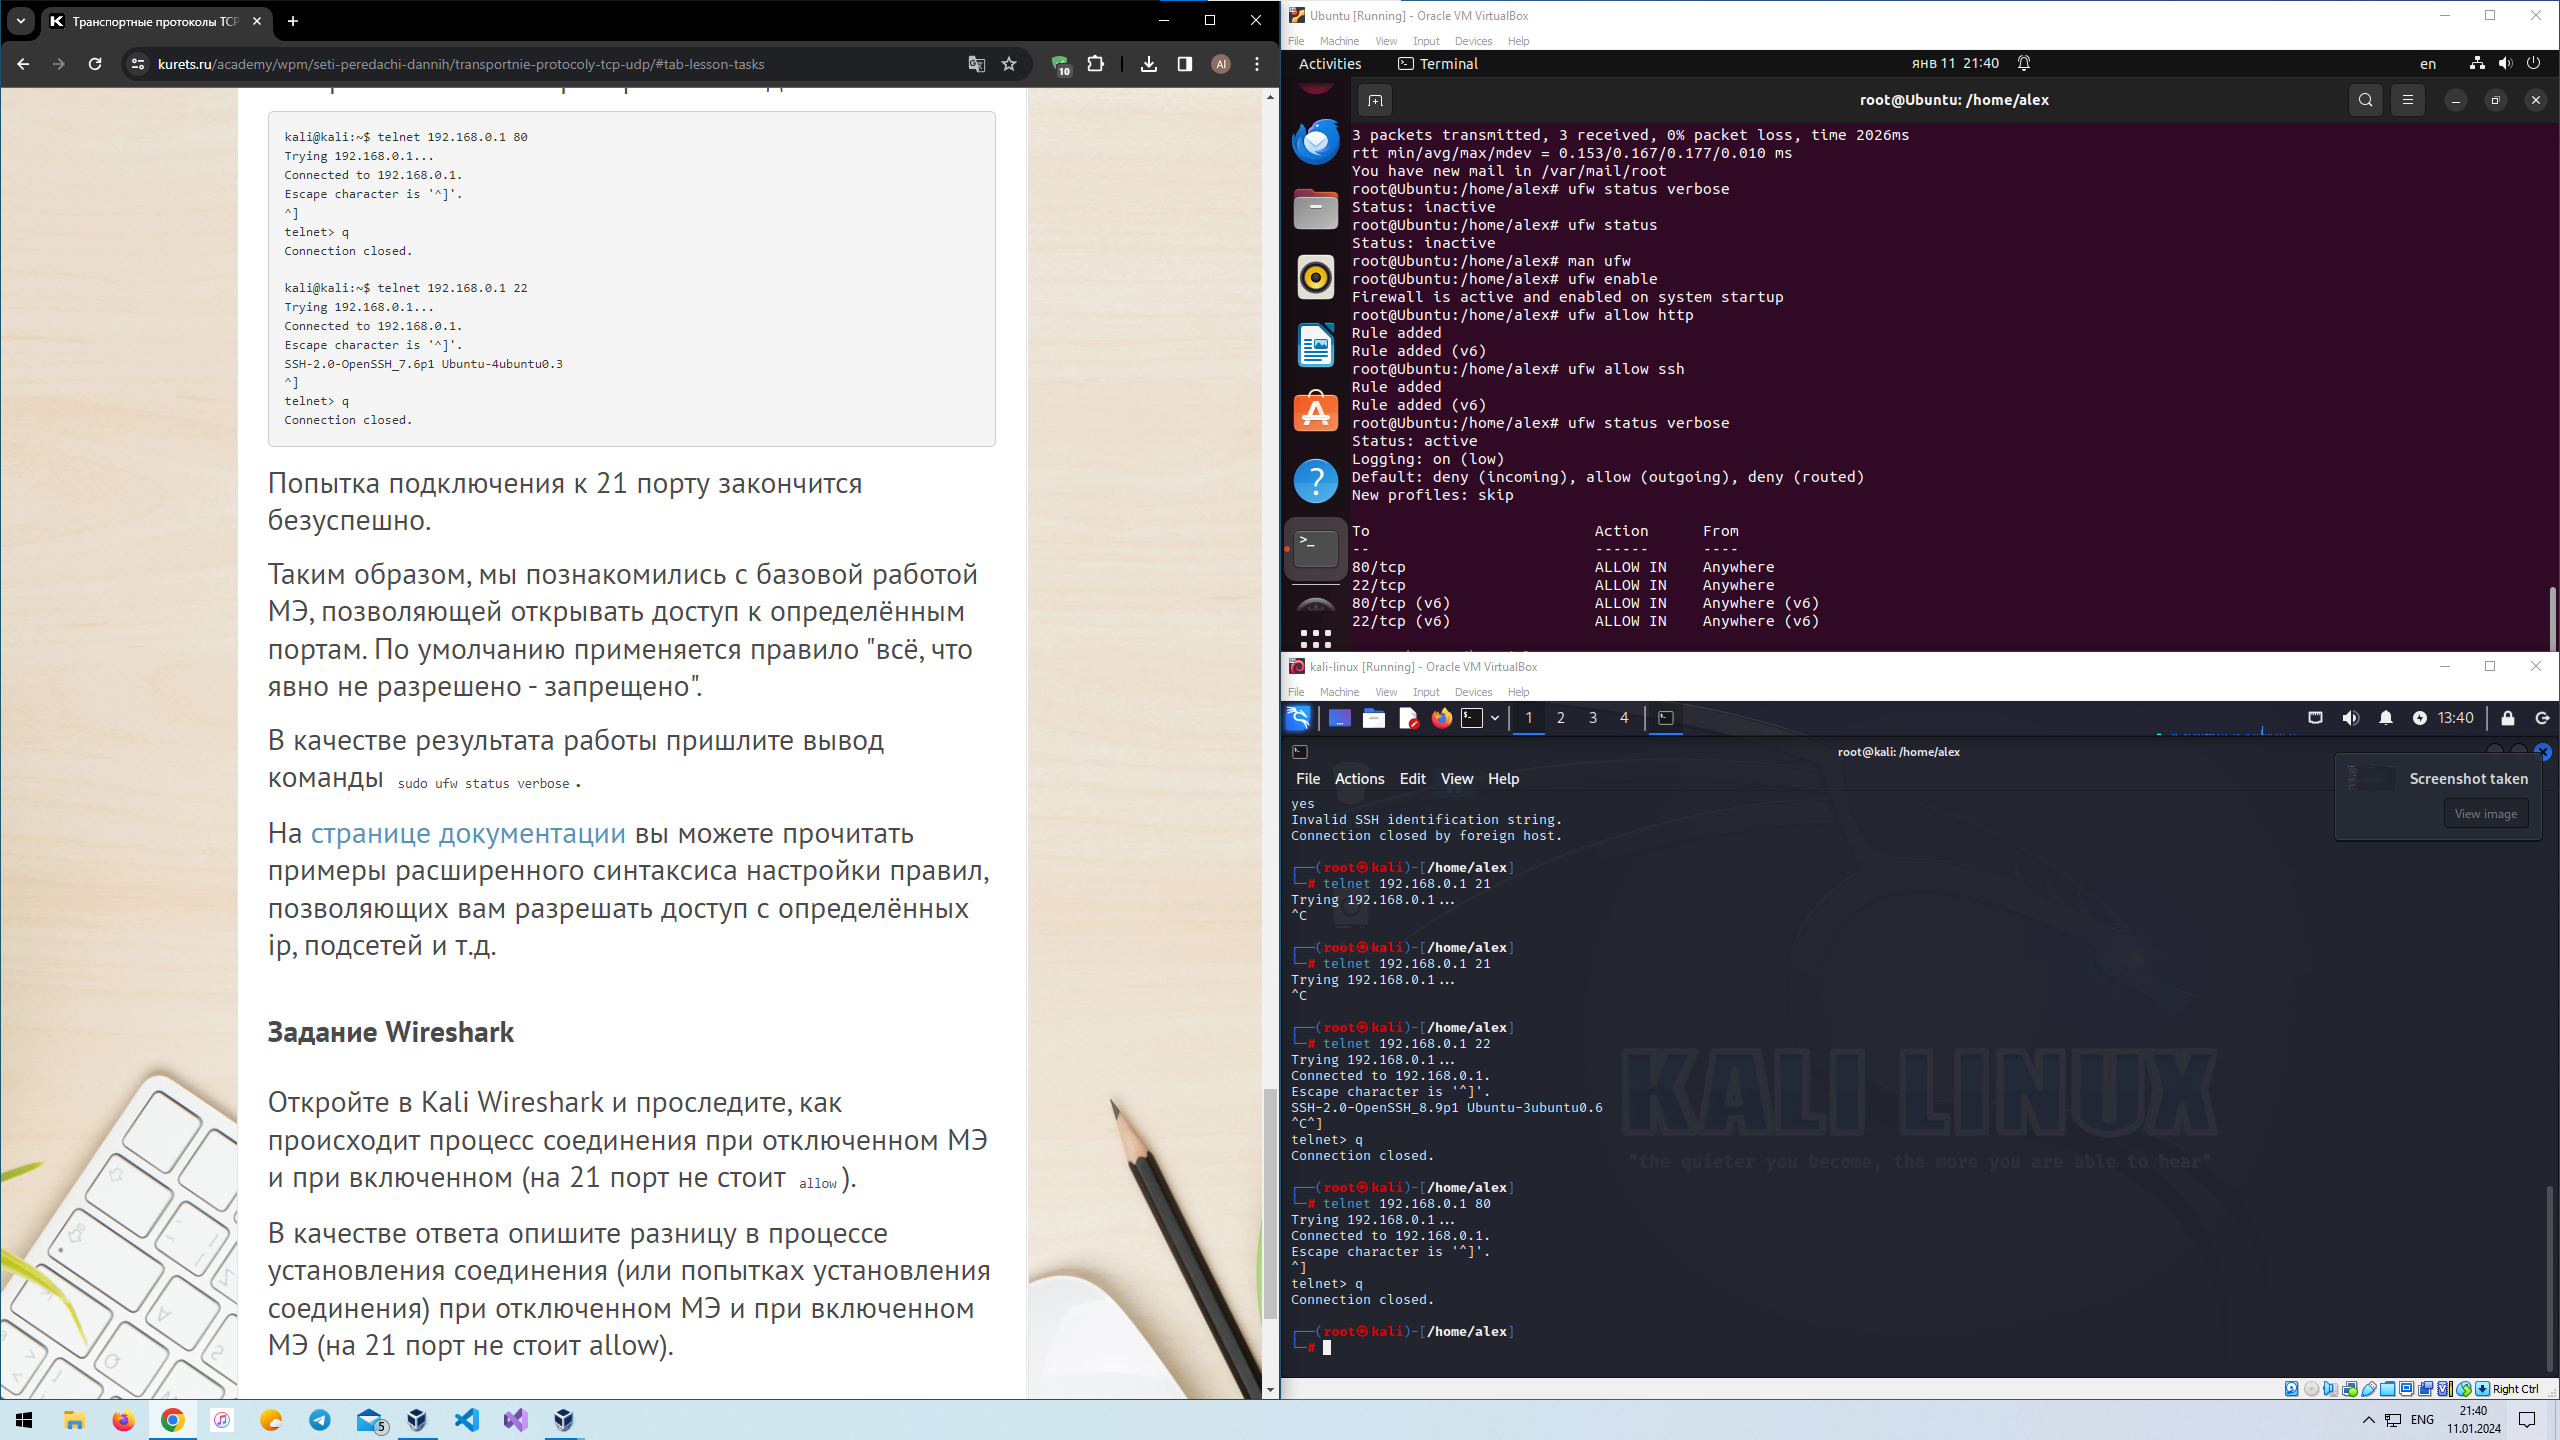 Транспортные протоколы TCP
kurets.ru/academy/wpm/seti-peredachi-dannih/transportnie-protocoly-tcp-udp/#tab-lesson-tasks
10
AI
kali@kali:~$ telnet 192.168.0.1 80
Trying 192.168.0.1...
Connected to 192.168.0.1.
Escape character is '^]'.
^]
telnet> q
Connection closed.
kali@kali:~$ telnet 192.168.0.1 22
Trying 192.168.0.1...
Connected to 192.168.0.1.
Escape character is '^]'.
SSH-2.0-OpenSSH_7.6p1 Ubuntu-4ubuntu0.3
^]
telnet> q
Connection closed.
Попытка подключения к 21 порту закончится
безуспешно.
Таким образом, мы познакомились с базовой работой
МЭ, позволяющей открывать доступ к определённым
портам. По умолчанию применяется правило "всё, что
явно не разрешено - запрещено".
В качестве результата работы пришлите вывод
команды sudo ufw status verbose.
На странице документации вы можете прочитать
примеры расширенного синтаксиса настройки правил,
позволяющих вам разрешать доступ с определённых
ip, подсетей и т.д.
Задание Wireshark
Откройте в Kali Wireshark и проследите, как
происходит процесс соединения при отключенном МЭ
и при включенном (на 21 порт не стоит allow).
В качестве ответа опишите разницу в процессе
установления соединения (или попытках установления
соединения) при отключенном МЭ и при включенном
МЭ (на 21 порт не стоит allow).
Ubuntu [Running] - Oracle VM VirtualBox
File Machine View Input Devices Help
Activities Terminal янв 11 21:40 en
root@Ubuntu: /home/alex
3 packets transmitted, 3 received, 0% packet loss, time 2026ms
rtt min/avg/max/mdev = 0.153/0.167/0.177/0.010 ms
You have new mail in /var/mail/root
root@Ubuntu:/home/alex# ufw status verbose
Status: inactive
root@Ubuntu:/home/alex# ufw status
Status: inactive
root@Ubuntu:/home/alex# man ufw
root@Ubuntu:/home/alex# ufw enable
Firewall is active and enabled on system startup
root@Ubuntu:/home/alex# ufw allow http
Rule added
Rule added (v6)
root@Ubuntu:/home/alex# ufw allow ssh
Rule added
Rule added (v6)
root@Ubuntu:/home/alex# ufw status verbose
Status: active
Logging: on (low)
Default: deny (incoming), allow (outgoing), deny (routed)
New profiles: skip
To Action From
-- ------ ----
80/tcp ALLOW IN Anywhere
22/tcp ALLOW IN Anywhere
80/tcp (v6) ALLOW IN Anywhere (v6)
22/tcp (v6) ALLOW IN Anywhere (v6)
kali-linux [Running] - Oracle VM VirtualBox
File Machine View Input Devices Help
1 2 3 4 13:40
root@kali: /home/alex
File Actions Edit View Help
Screenshot taken
View image
yes
Invalid SSH identification string.
Connection closed by foreign host.
┌──(root㉿kali)-[/home/alex]
└─# telnet 192.168.0.1 21
Trying 192.168.0.1...
^C
┌──(root㉿kali)-[/home/alex]
└─# telnet 192.168.0.1 21
Trying 192.168.0.1...
^C
┌──(root㉿kali)-[/home/alex]
└─# telnet 192.168.0.1 22
Trying 192.168.0.1...
Connected to 192.168.0.1.
Escape character is '^]'.
SSH-2.0-OpenSSH_8.9p1 Ubuntu-3ubuntu0.6
^C^]
telnet> q
Connection closed.
┌──(root㉿kali)-[/home/alex]
└─# telnet 192.168.0.1 80
Trying 192.168.0.1...
Connected to 192.168.0.1.
Escape character is '^]'.
^]
telnet> q
Connection closed.
┌──(root㉿kali)-[/home/alex]
└─#
KALI LINUX
"the quieter you become, the more you are able to hear"
Right Ctrl
5
ENG
21:40
11.01.2024